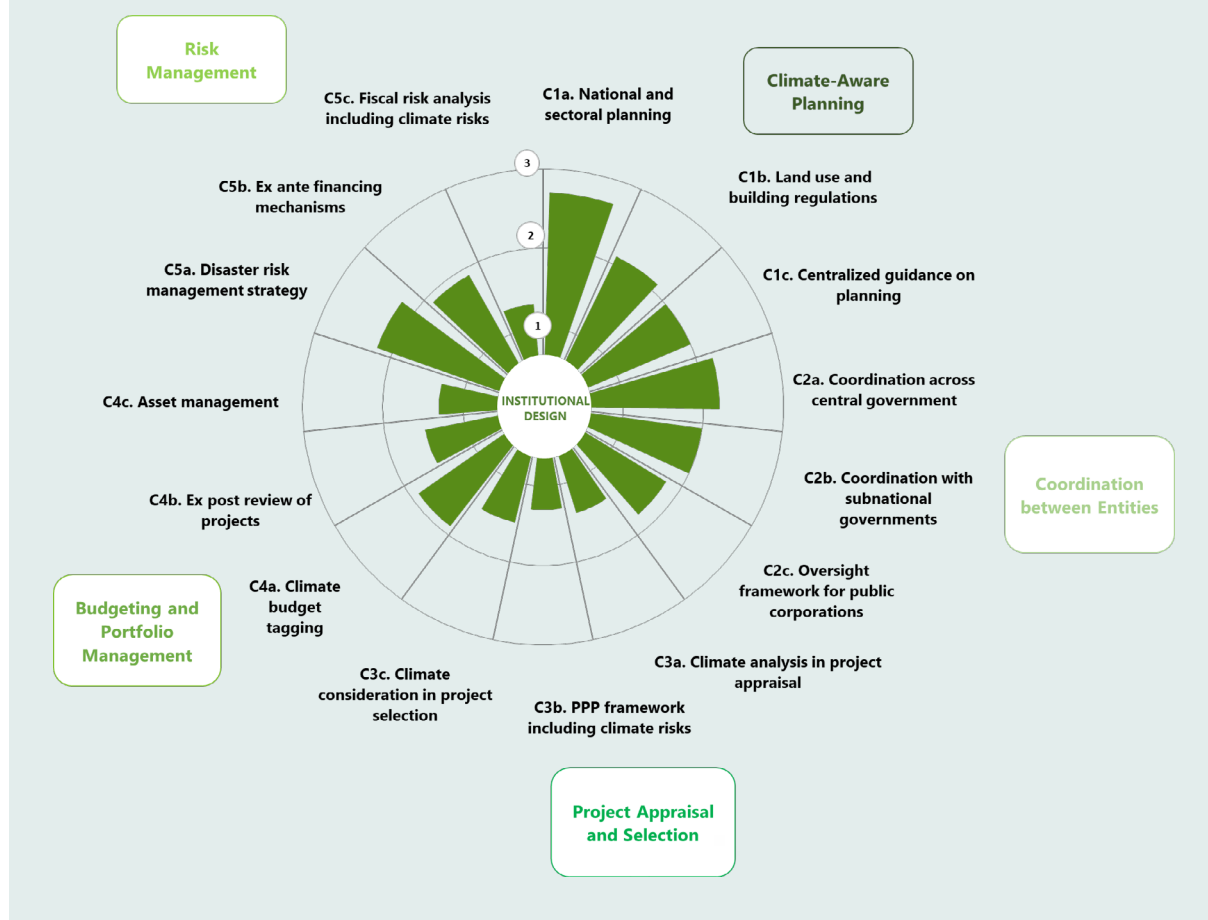 Risk
Management
Climate-Aware
Planning
C5c. Fiscal risk analysis
including climate risks
C1a. National and
sectoral planning
C1b. Land use and
building regulations
C1c. Centralized guidance on
planning
C2a. Coordination across
central government
C2b. Coordination with
subnational
governments
Coordination
between Entities
C2c. Oversight
framework for public
corporations
C3a. Climate analysis in project
appraisal
C3b. PPP framework
including climate risks
Project Appraisal
and Selection
C3c. Climate
consideration in project
selection
C4a. Climate
budget
tagging
Budgeting and
Portfolio
Management
C4b. Ex post review of
projects
C4c. Asset management
C5a. Disaster risk
management strategy
C5b. Ex ante financing
mechanisms
3
2
1
INSTITUTIONAL
DESIGN